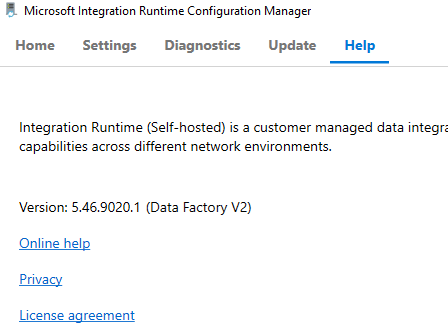 Microsoft Integration Runtime Configuration Manager
Home Settings Diagnostics Update Help
Integration Runtime (Self-hosted) is a customer managed data integra
capabilities across different network environments.
Version: 5.46.9020.1 (Data Factory V2)
Online help
Privacy
License agreement